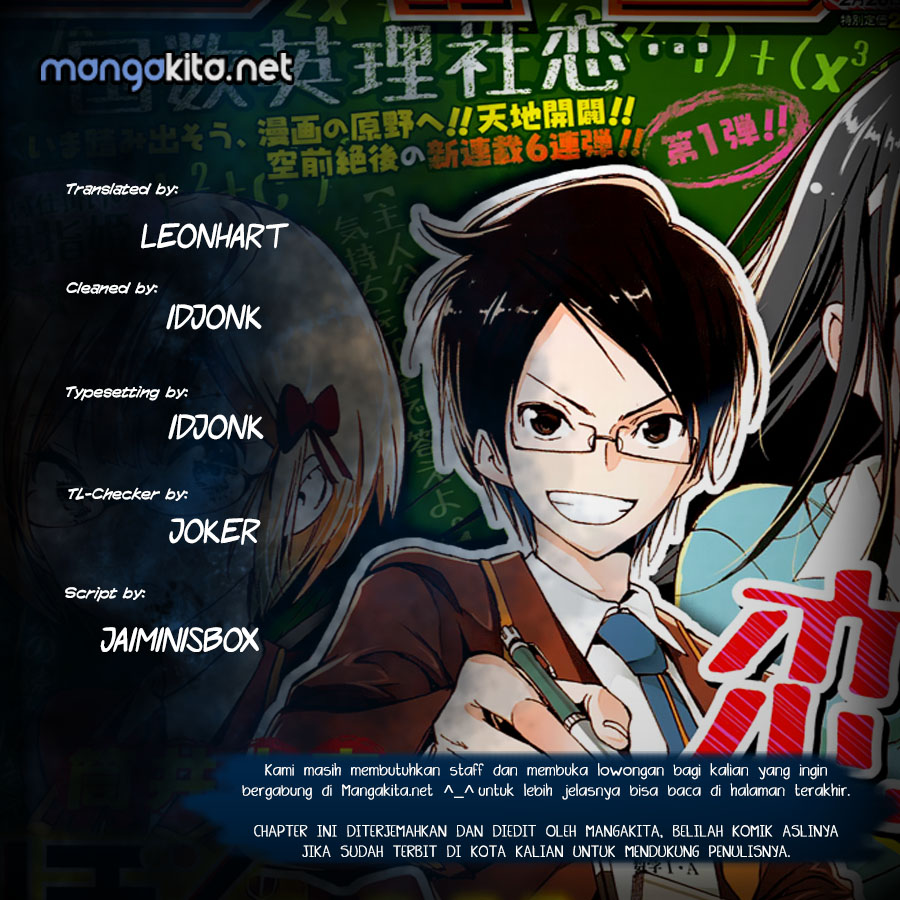 mangakita.net
国数英理社恋…
いま踏み出そう、漫画の原野へ!!天地開闢!!
空前絶後の新連載6連弾!! 第1弾!!
) + (x³
特別定価
Translated by:
LEONHART
Cleaned by:
IDJONK
Typesetting by:
IDJONK
TL-Checker by:
JOKER
Script by:
JAIMINISBOX
Kami masih membutuhkan staff dan membuka lowongan bagi kalian yang ingin
bergabung di Mangakita.net ^_^ untuk lebih jelasnya bisa baca di halaman terakhir.
CHAPTER INI DITERJEMAHKAN DAN DIEDIT OLEH MANGAKITA, BELILAH KOMIK ASLINYA
JIKA SUDAH TERBIT DI KOTA KALIAN UNTUK MENDUKUNG PENULISNYA.